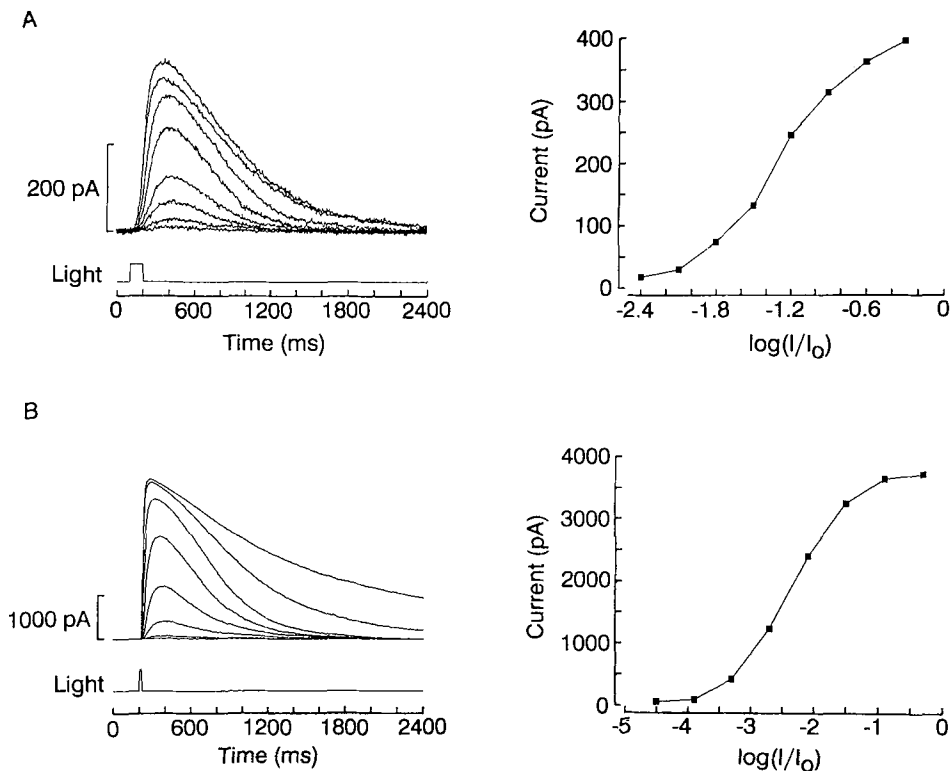 A
200 pA
Light
0 600 1200 1800 2400
Time (ms)
400
300
200
100
0
Current (pA)
-2.4 -1.8 -1.2 -0.6 0
log(I/I₀)
B
1000 pA
Light
0 600 1200 1800 2400
Time (ms)
4000
3000
2000
1000
0
Current (pA)
-5 -4 -3 -2 -1 0
log(I/I₀)